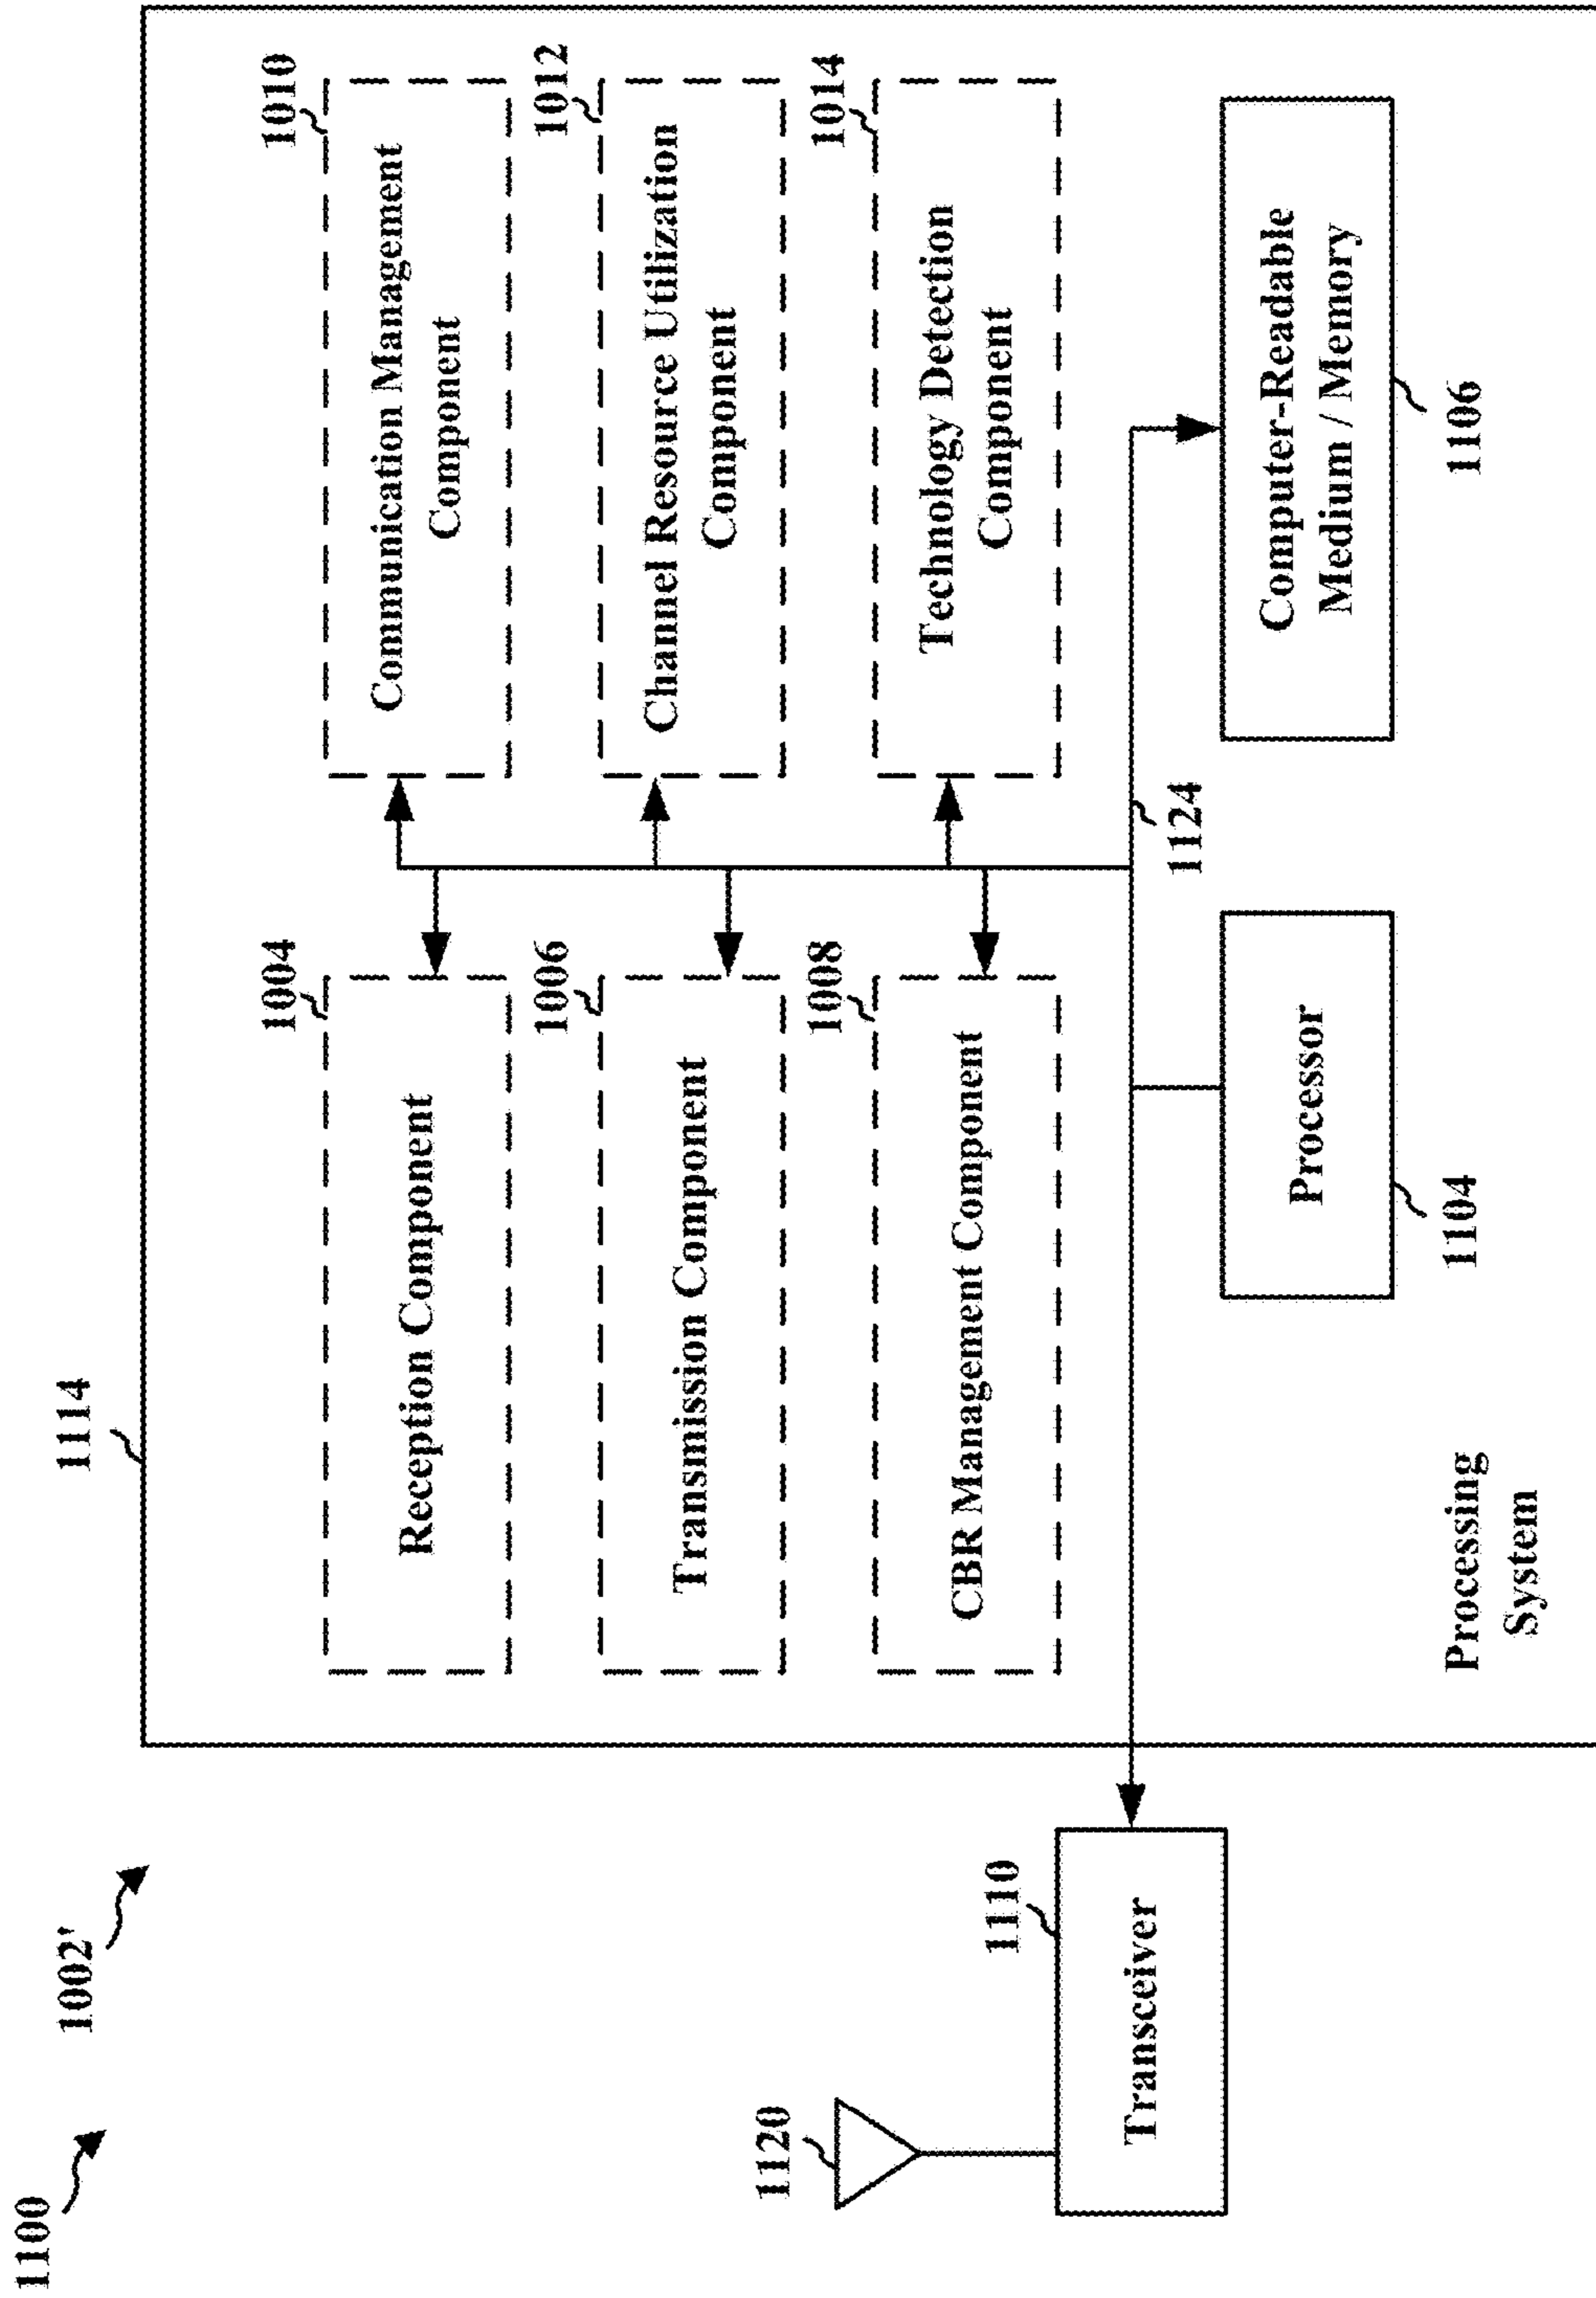 1100
1002'
1114
1004
Reception Component
1010
Communication Management
Component
1006
Transmission Component
1012
Channel Resource Utilization
Component
1008
CBR Management Component
1014
Technology Detection
Component
1120
1110
Transceiver
1124
Processor
1104
Computer-Readable
Medium / Memory
1106
Processing
System